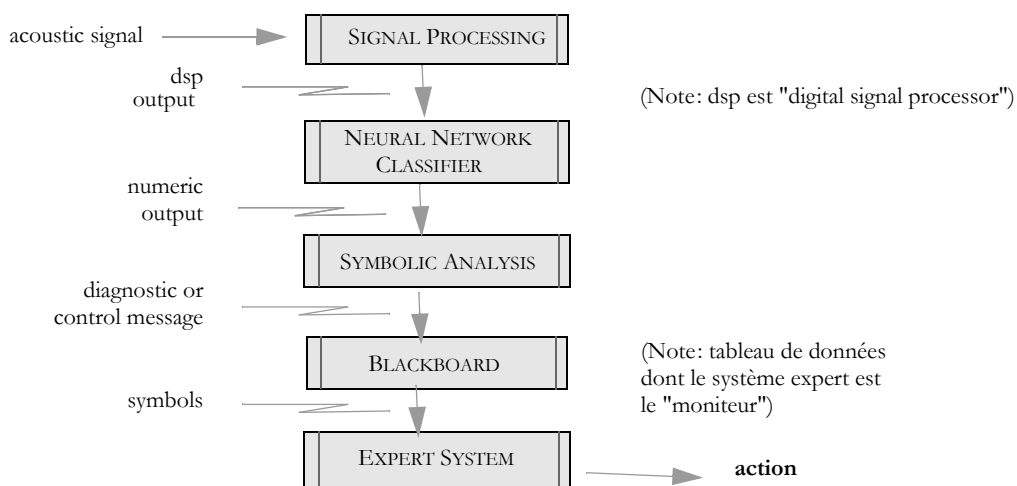 acoustic signal
SIGNAL PROCESSING
dsp
output
(Note: dsp est "digital signal processor")
NEURAL NETWORK
CLASSIFIER
numeric
output
SYMBOLIC ANALYSIS
diagnostic or
control message
BLACKBOARD
(Note: tableau de données
dont le système expert est
le "moniteur")
symbols
EXPERT SYSTEM
action